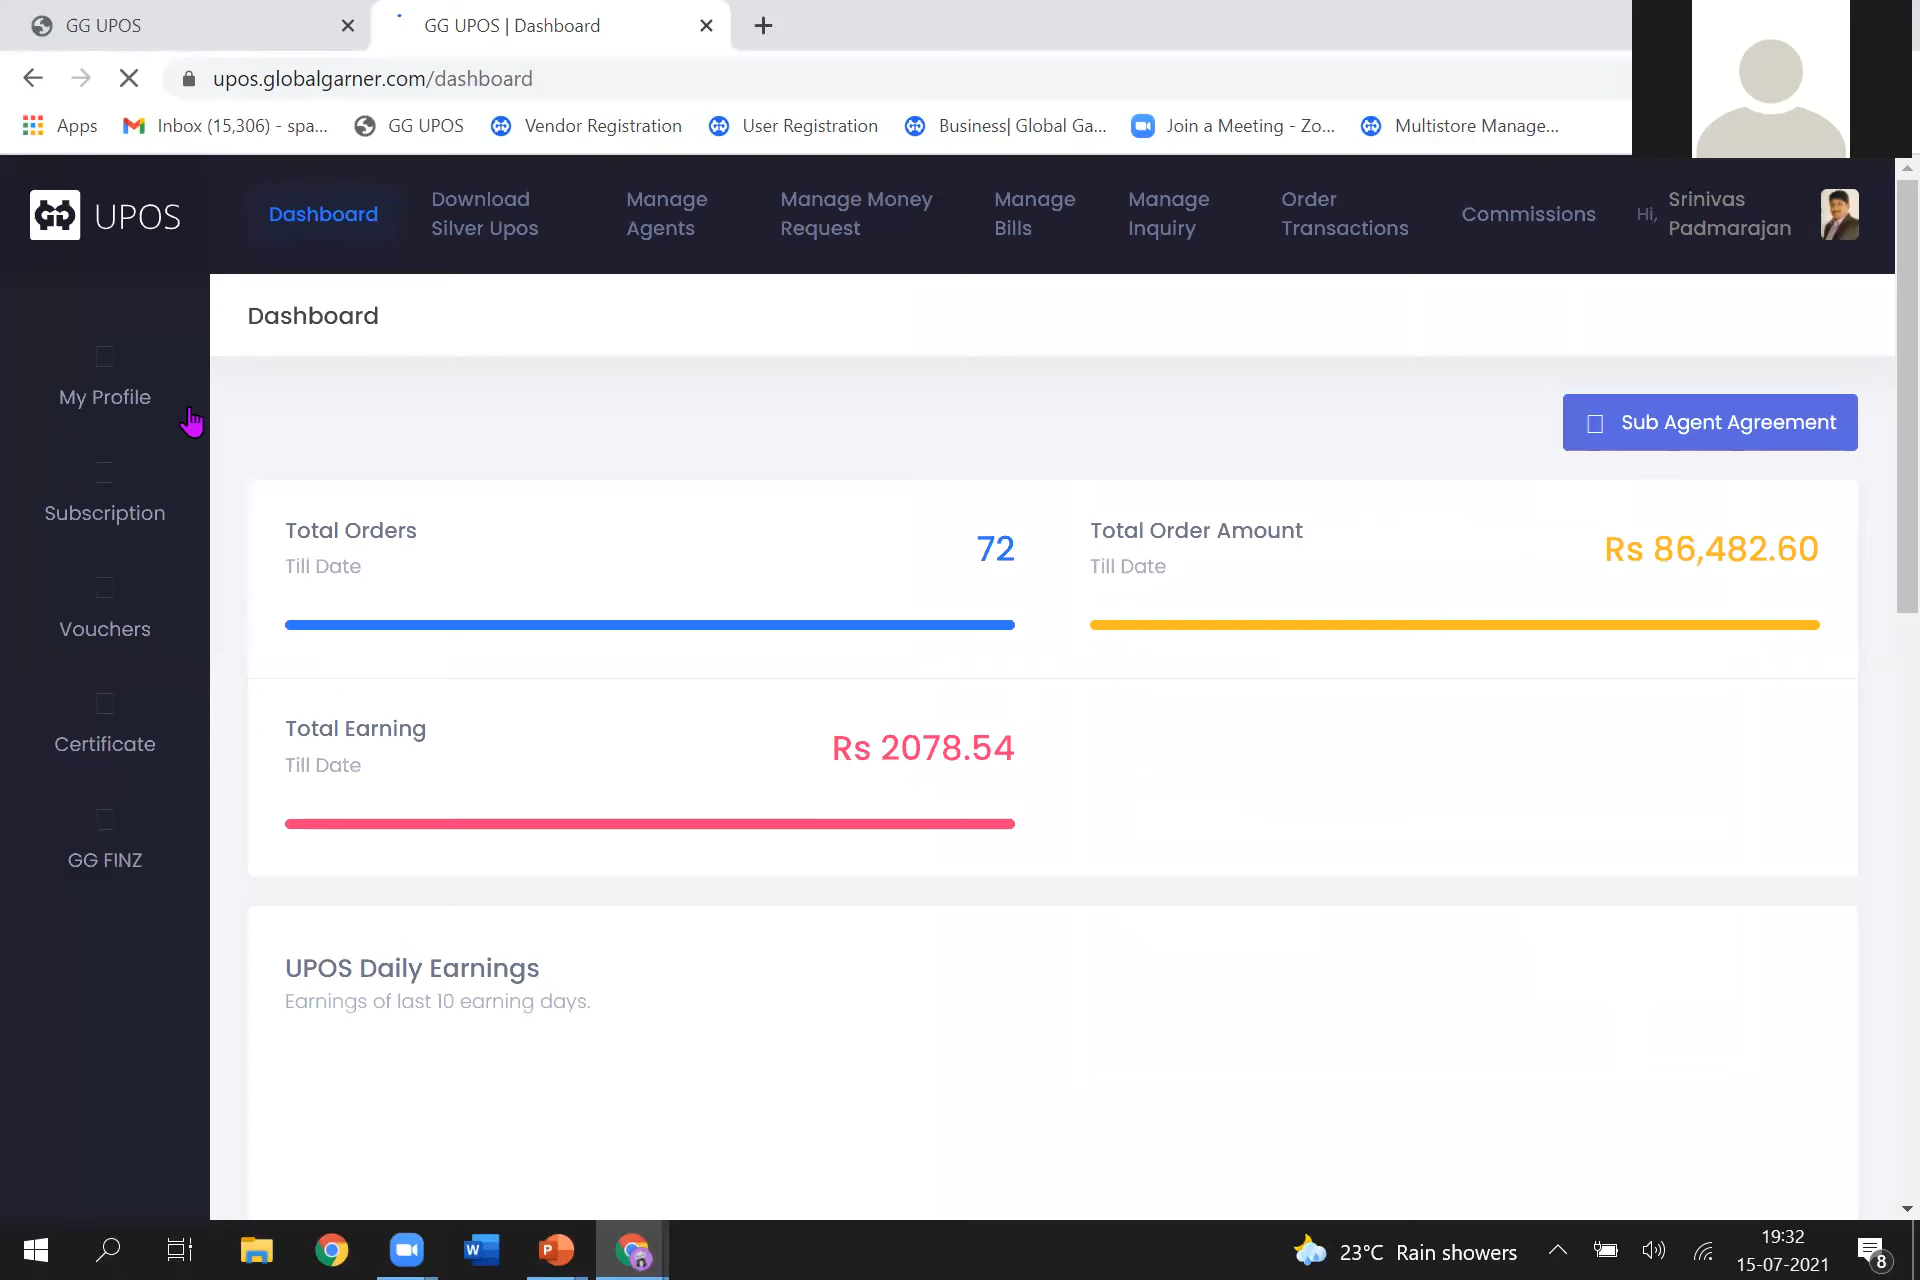 GG UPOS
GG UPOS | Dashboard
upos.globalgarner.com/dashboard
Apps
Inbox (15,306) - spa...
GG UPOS
Vendor Registration
User Registration
Business| Global Ga...
Join a Meeting - Zo...
Multistore Manage...
UPOS
Dashboard
Download
Silver Upos
Manage
Agents
Manage Money
Request
Manage
Bills
Manage
Inquiry
Order
Transactions
Commissions
Hi,
Srinivas
Padmarajan
Dashboard
My Profile
Subscription
Vouchers
Certificate
GG FINZ
Sub Agent Agreement
Total Orders
Till Date
72
Total Order Amount
Till Date
Rs 86,482.60
Total Earning
Till Date
Rs 2078.54
UPOS Daily Earnings
Earnings of last 10 earning days.
23°C Rain showers
19:32
15-07-2021
8